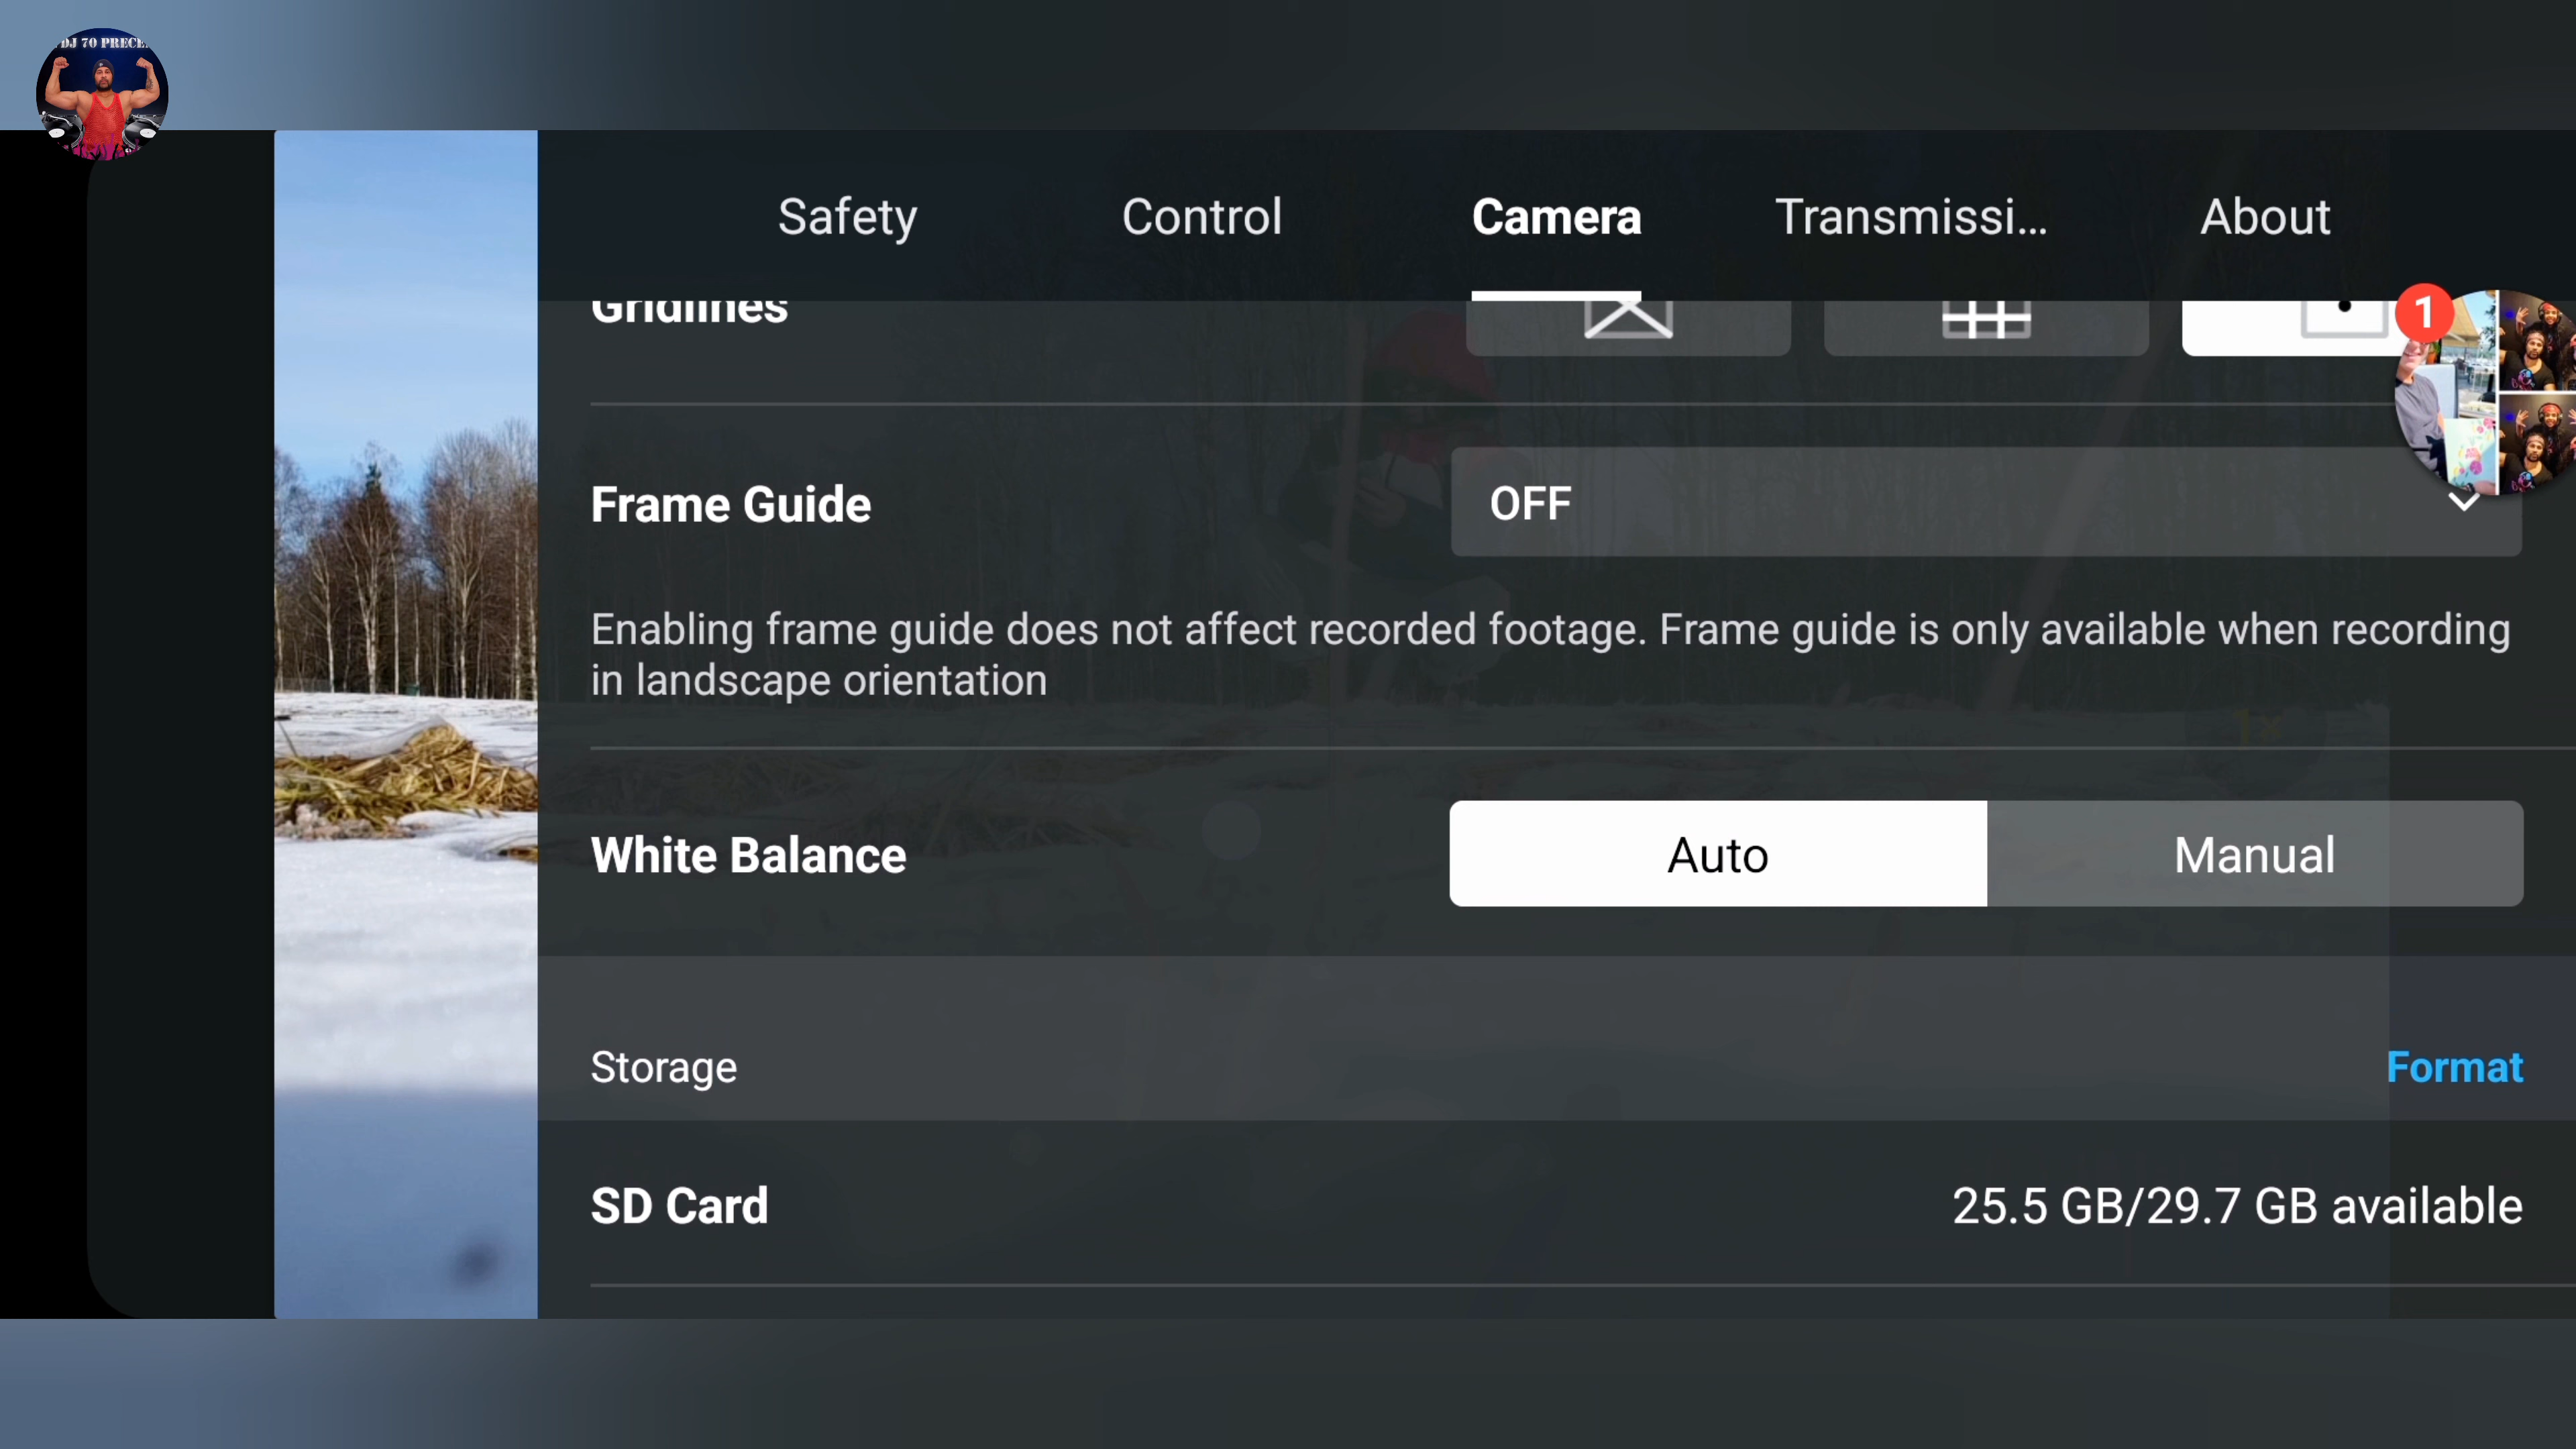 DJ 70 PRECE
Safety
Control
Camera
Transmissi...
About
Gridlines
1
Frame Guide
OFF
Enabling frame guide does not affect recorded footage. Frame guide is only available when recording
in landscape orientation
1x
White Balance
Auto
Manual
Storage
Format
SD Card
25.5 GB/29.7 GB available